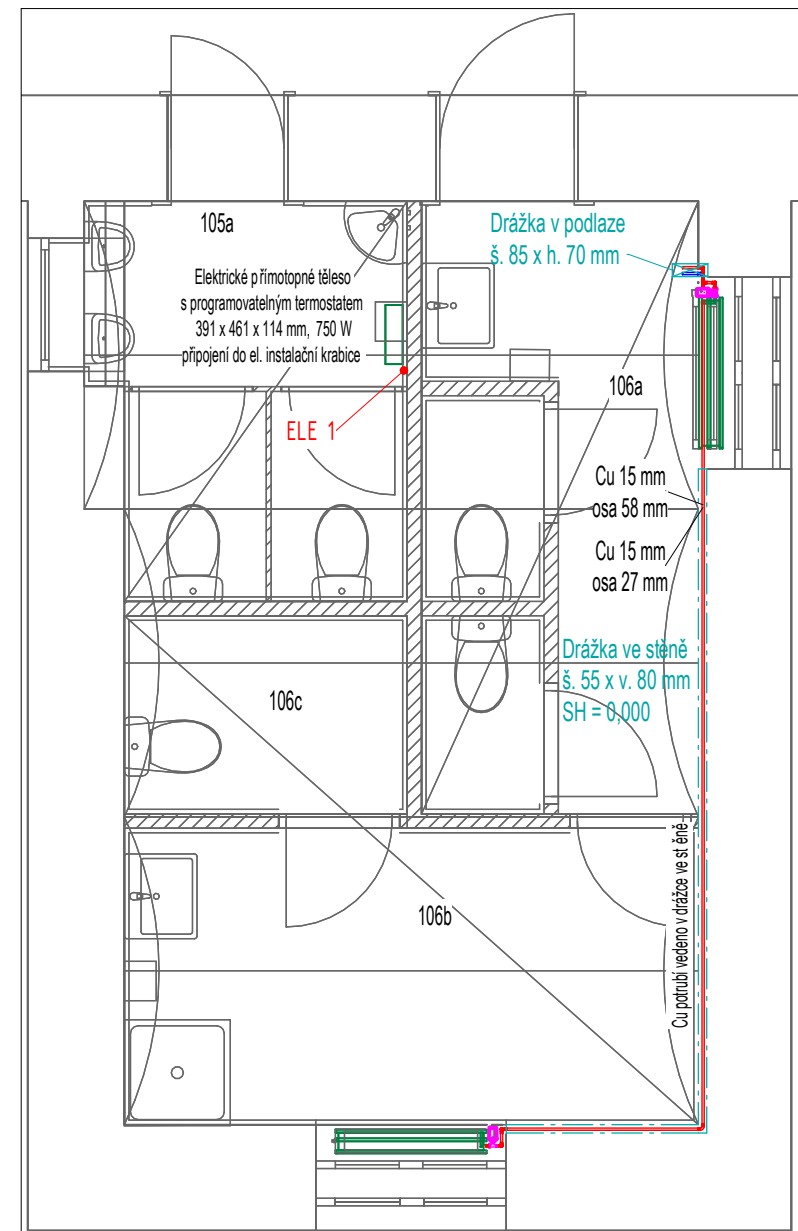 105a
Elektrické přímotopné těleso
s programovatelným termostatem
391 x 461 x 114 mm, 750 W
připojení do el. instalační krabice
ELE 1
Drážka v podlaze
š. 85 x h. 70 mm
106a
Cu 15 mm
osa 58 mm
Cu 15 mm
osa 27 mm
Drážka ve stěně
š. 55 x v. 80 mm
SH = 0,000
106c
106b
Cu potrubí vedeno v drážce ve stěně